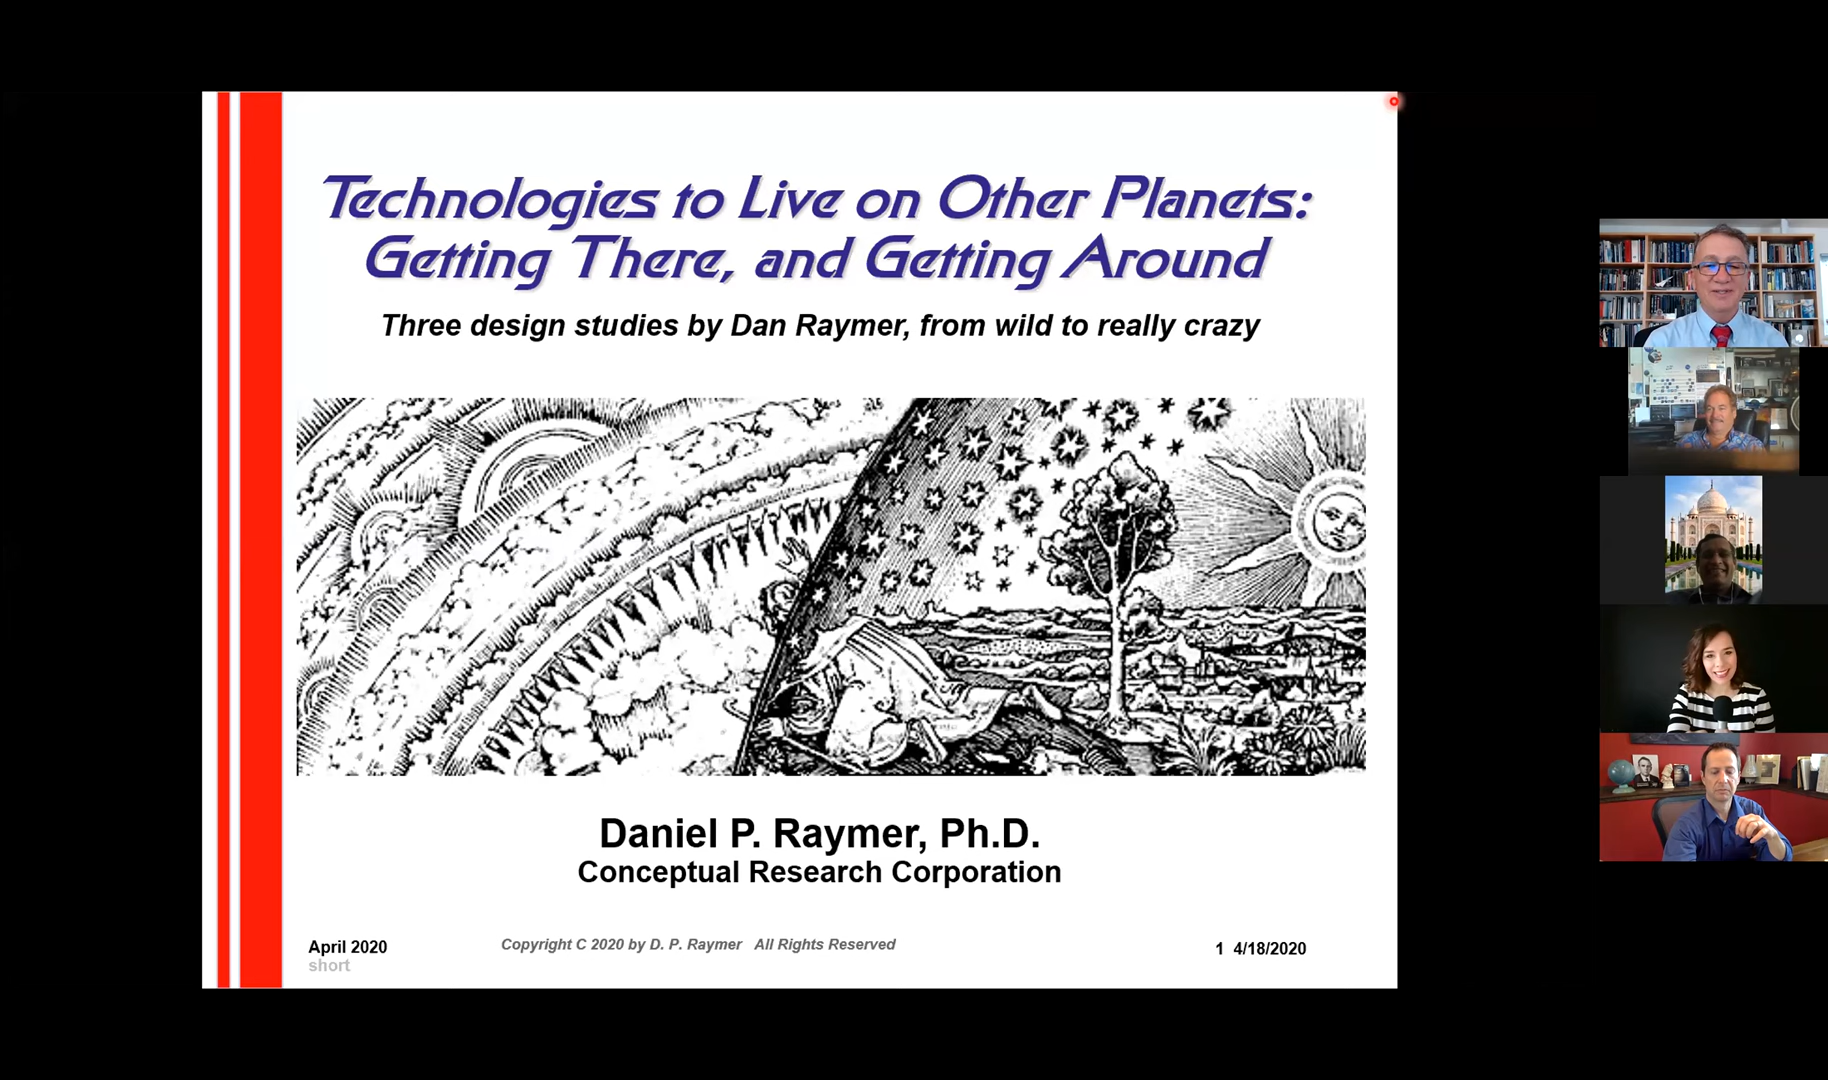 Technologies to Live on Other Planets:
Getting There, and Getting Around
Three design studies by Dan Raymer, from wild to really crazy
Daniel P. Raymer, Ph.D.
Conceptual Research Corporation
April 2020
short
Copyright C 2020 by D. P. Raymer All Rights Reserved
1 4/18/2020